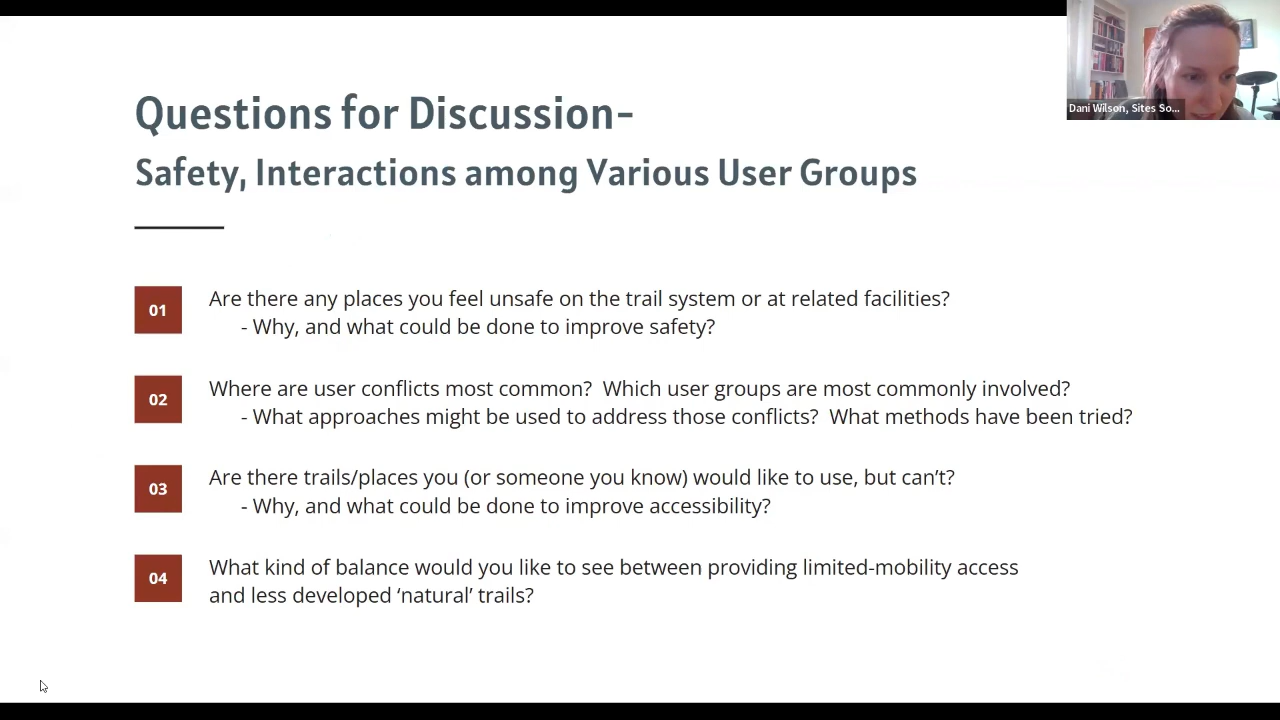 Dani Wilson, Sites So...
Questions for Discussion-
Safety, Interactions among Various User Groups
01
Are there any places you feel unsafe on the trail system or at related facilities?
- Why, and what could be done to improve safety?
02
Where are user conflicts most common?  Which user groups are most commonly involved?
- What approaches might be used to address those conflicts?  What methods have been tried?
03
Are there trails/places you (or someone you know) would like to use, but can’t?
- Why, and what could be done to improve accessibility?
04
What kind of balance would you like to see between providing limited-mobility access
and less developed ‘natural’ trails?